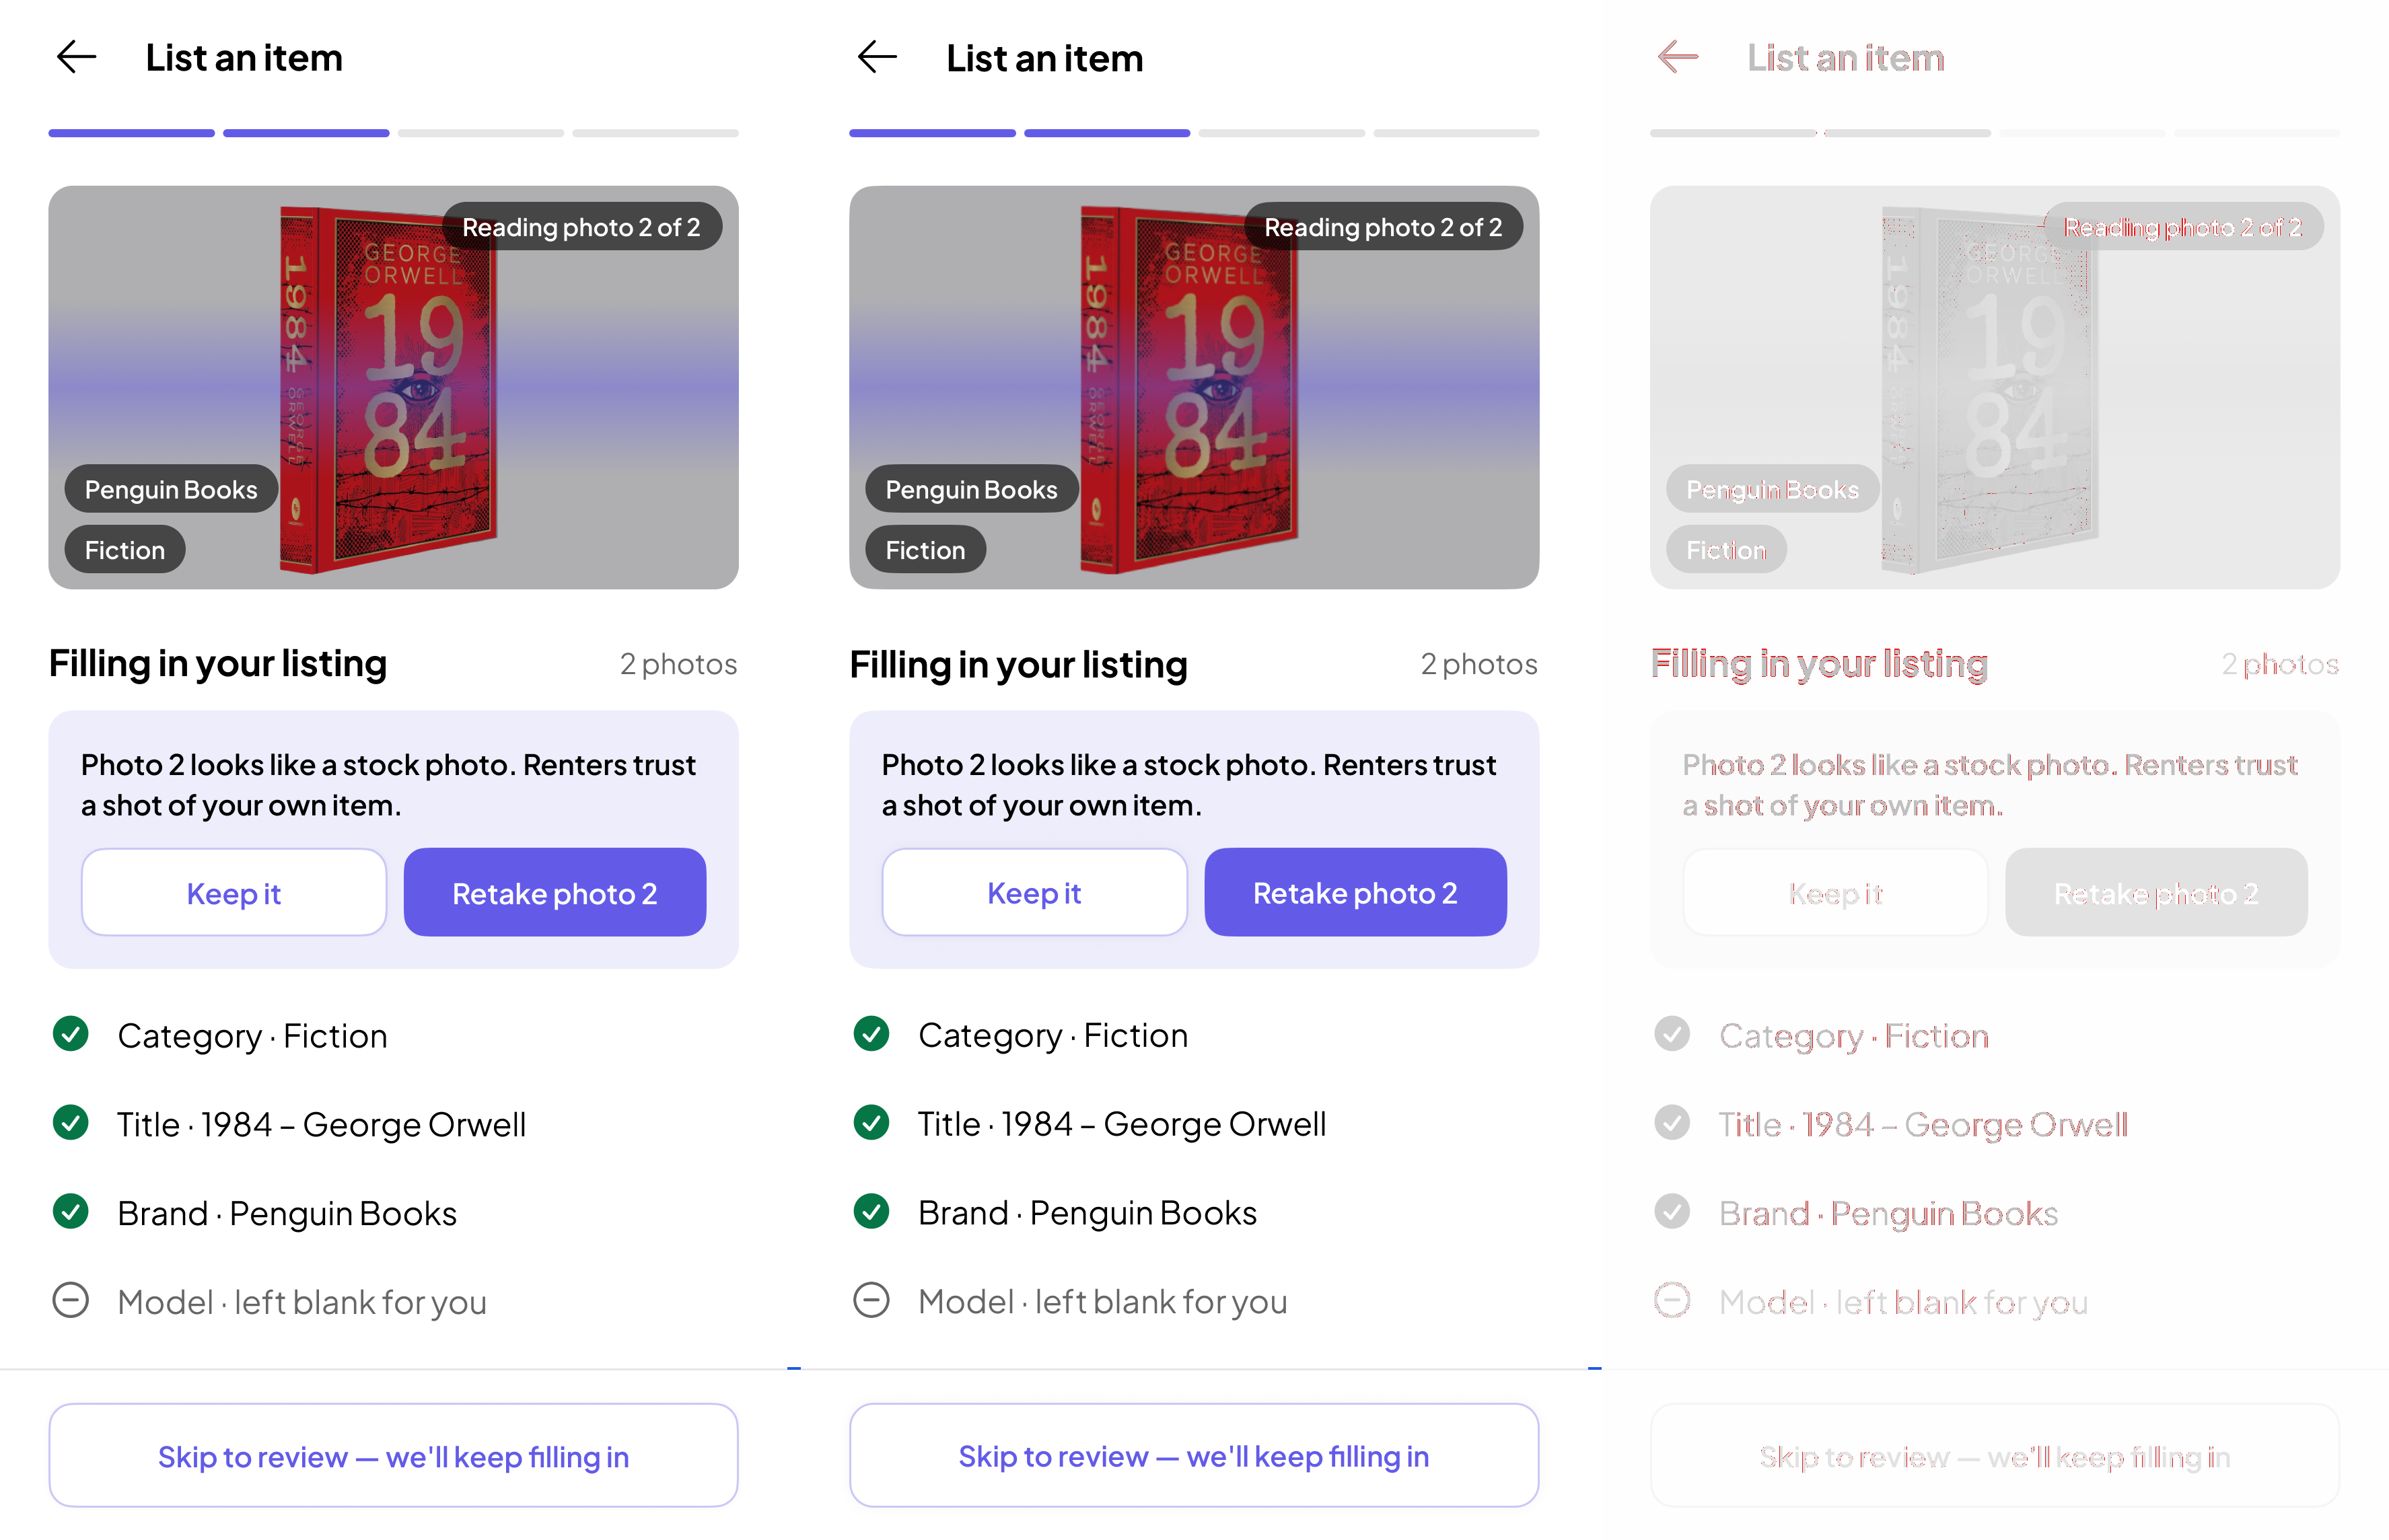 List an item
Reading photo 2 of 2
GEORGE
ORWELL
19
84
1984 GEORGE ORWELL
Penguin Books
Fiction
Filling in your listing
2 photos
Photo 2 looks like a stock photo. Renters trust
a shot of your own item.
Keep it
Retake photo 2
Category · Fiction
Title · 1984 – George Orwell
Brand · Penguin Books
Model · left blank for you
Skip to review — we'll keep filling in
List an item
Reading photo 2 of 2
GEORGE
ORWELL
19
84
1984 GEORGE ORWELL
Penguin Books
Fiction
Filling in your listing
2 photos
Photo 2 looks like a stock photo. Renters trust
a shot of your own item.
Keep it
Retake photo 2
Category · Fiction
Title · 1984 – George Orwell
Brand · Penguin Books
Model · left blank for you
Skip to review — we'll keep filling in
List an item
Reading photo 2 of 2
GEORGE
ORWELL
19
84
1984
Penguin Books
Fiction
Filling in your listing
2 photos
Photo 2 looks like a stock photo. Renters trust
a shot of your own item.
Keep it
Retake photo 2
Category · Fiction
Title · 1984 – George Orwell
Brand · Penguin Books
Model · left blank for you
Skip to review — we'll keep filling in